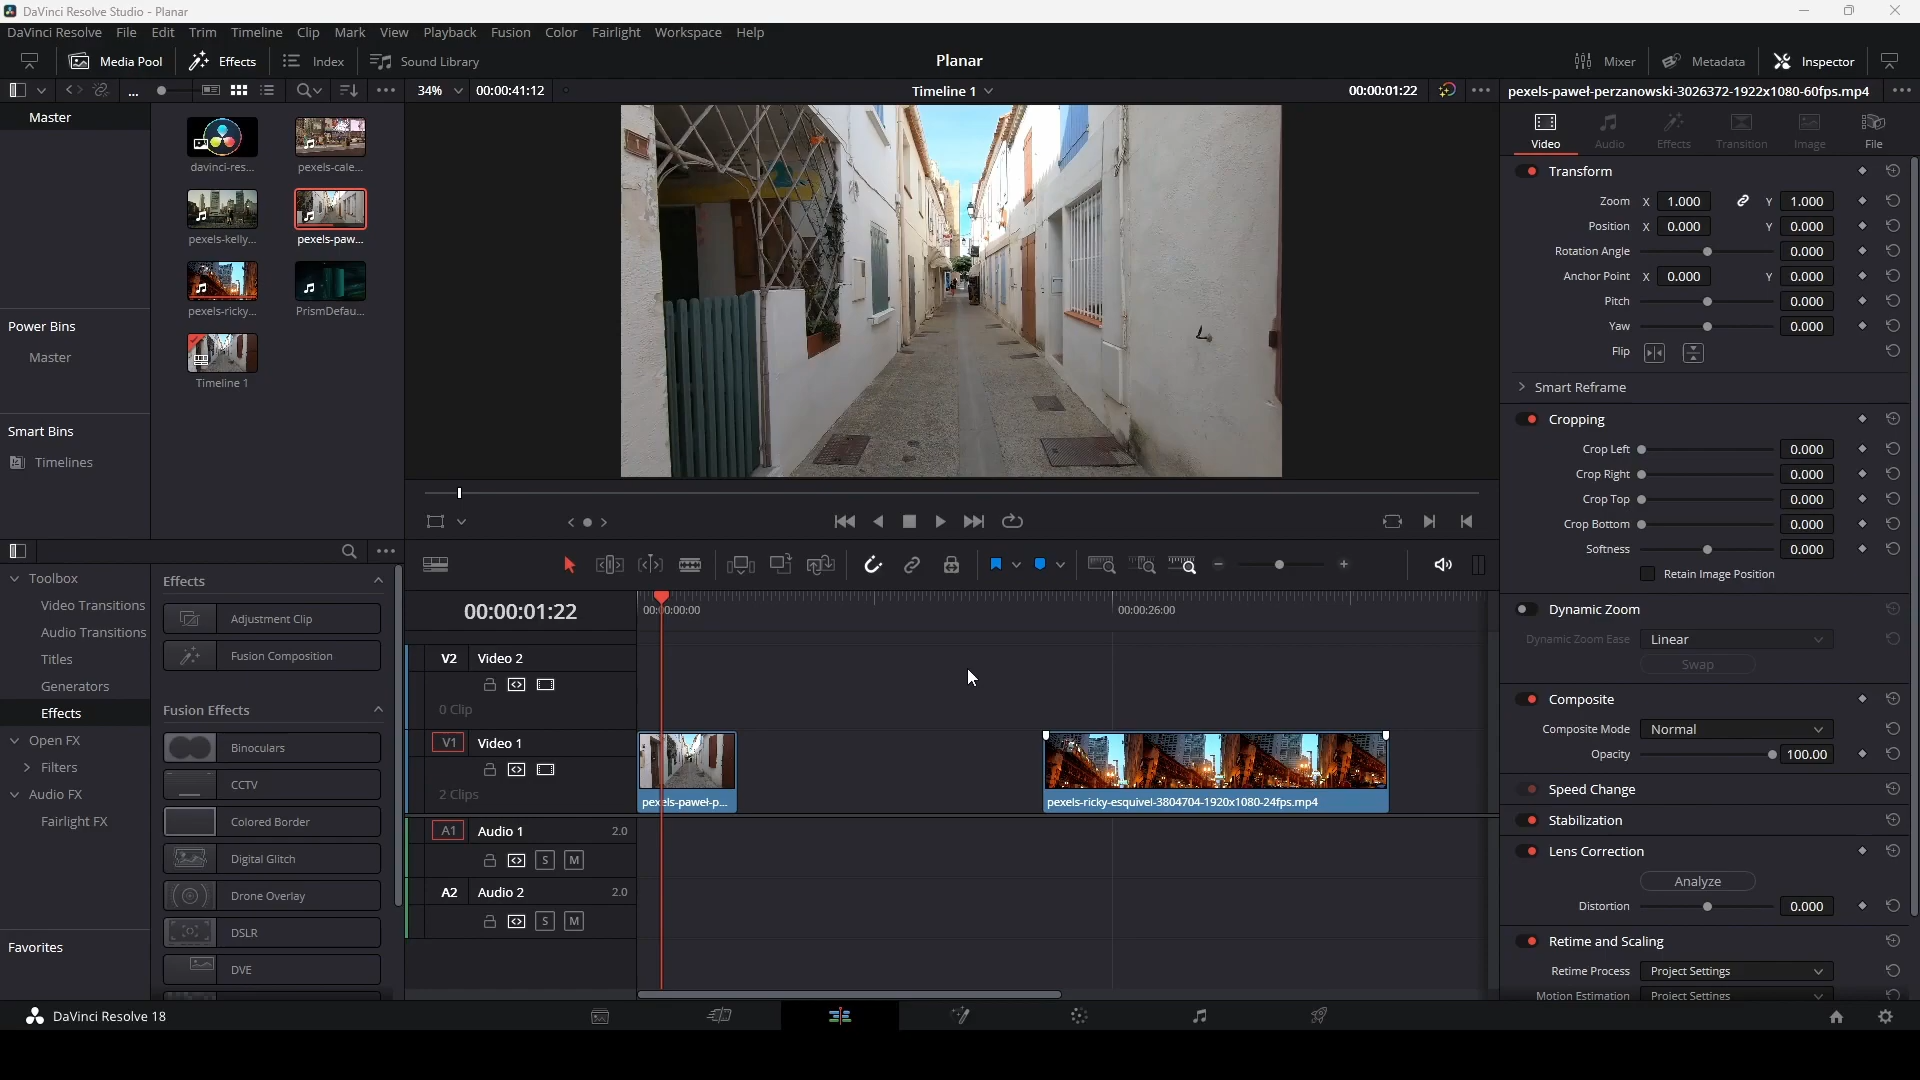 DaVinci Resolve Studio - Planar
DaVinci Resolve File Edit Trim Timeline Clip Mark View Playback Fusion Color Fairlight Workspace Help
Media Pool Effects Index Sound Library Planar Mixer Metadata Inspector
... 34% 00:00:41:12 Timeline 1 00:00:01:22 pexels-paweł-perzanowski-3026372-1922x1080-60fps.mp4
Master
davinci-res...
pexels-cale...
pexels-kelly...
pexels-paw...
pexels-ricky...
PrismDefau...
Timeline 1
Power Bins
Master
Smart Bins
Timelines
Video Audio Effects Transition Image File
Transform
Zoom X 1.000 Y 1.000
Position X 0.000 Y 0.000
Rotation Angle 0.000
Anchor Point X 0.000 Y 0.000
Pitch 0.000
Yaw 0.000
Flip
Smart Reframe
Cropping
Crop Left 0.000
Crop Right 0.000
Crop Top 0.000
Crop Bottom 0.000
Softness 0.000
Retain Image Position
Dynamic Zoom
Dynamic Zoom Ease Linear
Swap
Composite
Composite Mode Normal
Opacity 100.00
Speed Change
Stabilization
Lens Correction
Analyze
Distortion 0.000
Retime and Scaling
Retime Process Project Settings
Motion Estimation Project Settings
Toolbox
Video Transitions
Audio Transitions
Titles
Generators
Effects
Open FX
Filters
Audio FX
Fairlight FX
Favorites
Effects
Adjustment Clip
Fusion Composition
Fusion Effects
Binoculars
CCTV
Colored Border
Digital Glitch
Drone Overlay
DSLR
DVE
00:00:01:22
00:00:00:00 00:00:26:00
V2 Video 2
0 Clip
V1 Video 1
2 Clips
pexels-paweł-p...
pexels-ricky-esquivel-3804704-1920x1080-24fps.mp4
A1 Audio 1 2.0
S M
A2 Audio 2 2.0
S M
DaVinci Resolve 18